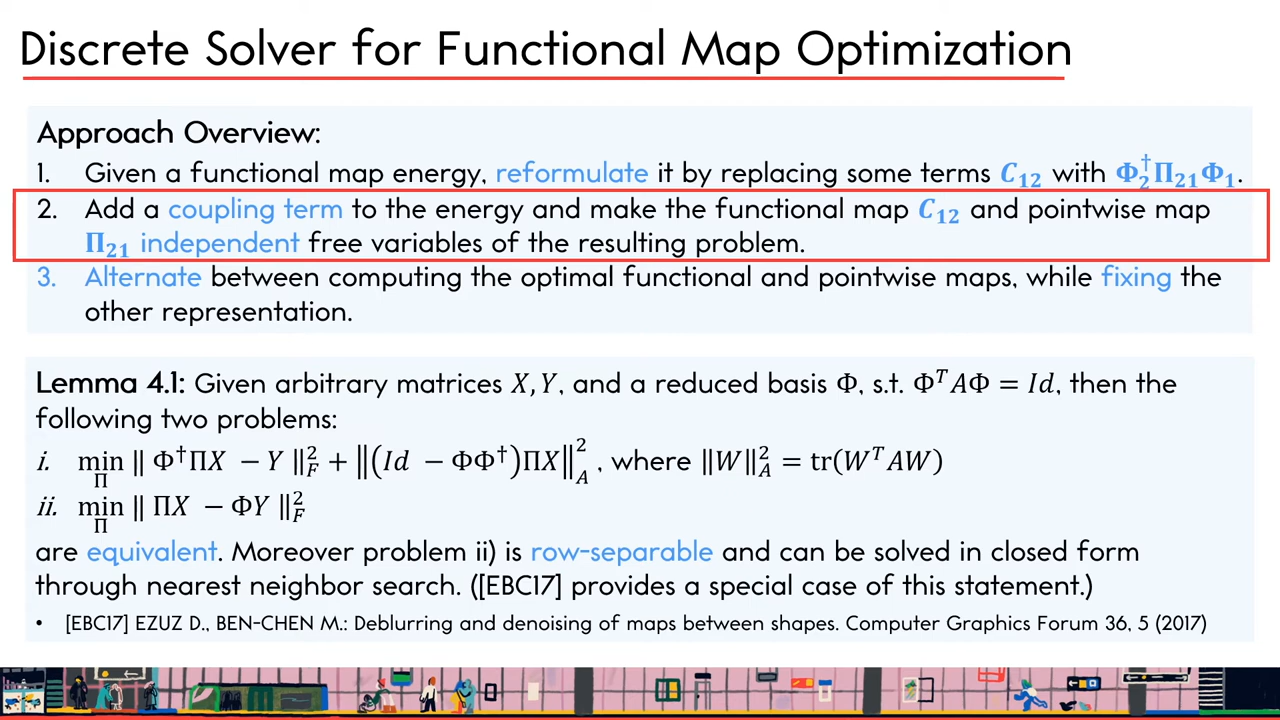 Discrete Solver for Functional Map Optimization
Approach Overview:
1. Given a functional map energy, reformulate it by replacing some terms C₁₂ with Φ₂†Π₂₁Φ₁.
2. Add a coupling term to the energy and make the functional map C₁₂ and pointwise map
Π₂₁ independent free variables of the resulting problem.
3. Alternate between computing the optimal functional and pointwise maps, while fixing the
other representation.
Lemma 4.1: Given arbitrary matrices X, Y, and a reduced basis Φ, s.t. ΦᵀAΦ = Id, then the
following two problems:
i. min_Π ‖ Φ†ΠX − Y ‖²_F + ‖(Id − ΦΦ†)ΠX‖²_A, where ‖W‖²_A = tr(WᵀAW)
ii. min_Π ‖ ΠX − ΦY ‖²_F
are equivalent. Moreover problem ii) is row-separable and can be solved in closed form
through nearest neighbor search. ([EBC17] provides a special case of this statement.)
• [EBC17] EZUZ D., BEN-CHEN M.: Deblurring and denoising of maps between shapes. Computer Graphics Forum 36, 5 (2017)